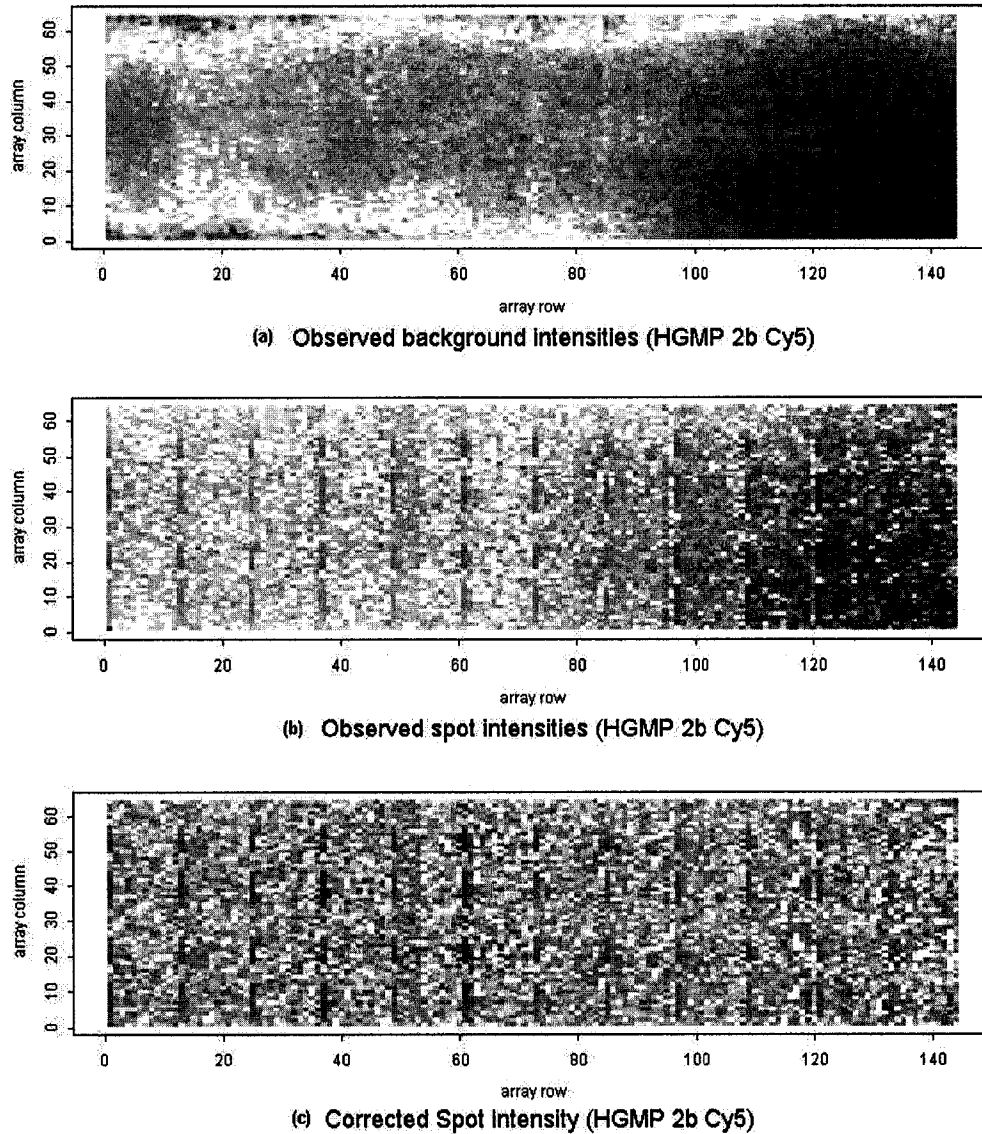 array column
0 10 20 30 40 50 60
0 20 40 60 80 100 120 140
array row
(a) Observed background intensities (HGMP 2b Cy5)
array column
0 10 20 30 40 50 60
0 20 40 60 80 100 120 140
array row
(b) Observed spot intensities (HGMP 2b Cy5)
array column
0 10 20 30 40 50 60
0 20 40 60 80 100 120 140
array row
(c) Corrected Spot Intensity (HGMP 2b Cy5)